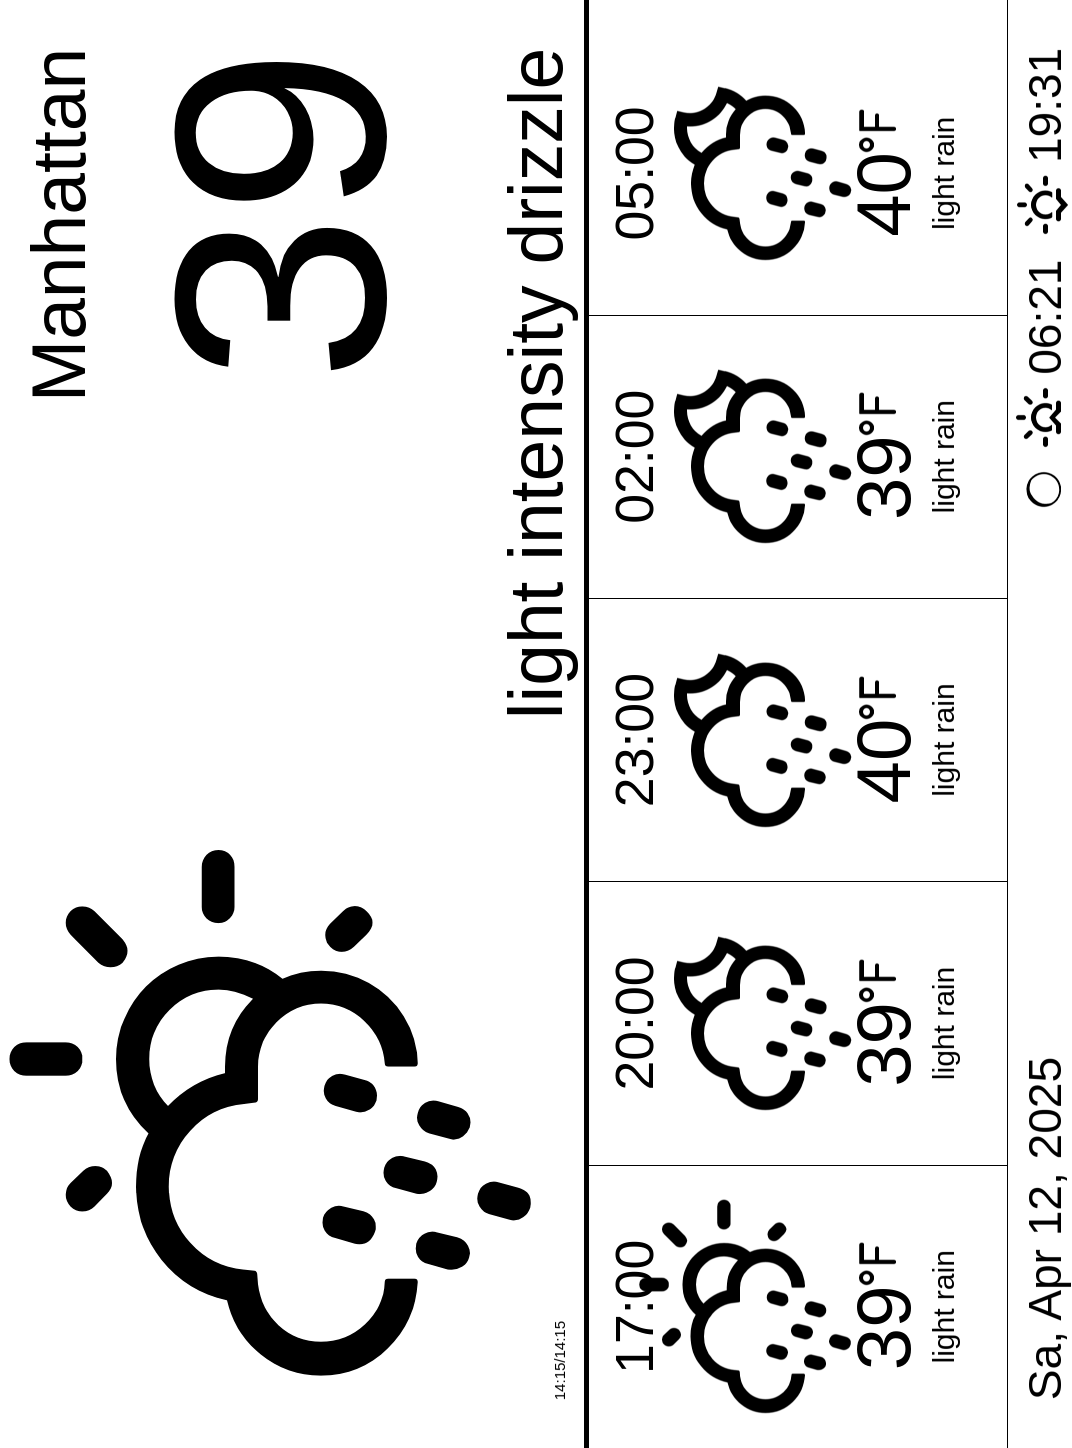 Manhattan
39
light intensity drizzle
14:15/14:15
17:00
39°F
light rain
20:00
39°F
light rain
23:00
40°F
light rain
02:00
39°F
light rain
05:00
40°F
light rain
Sa, Apr 12, 2025
06:21 19:31